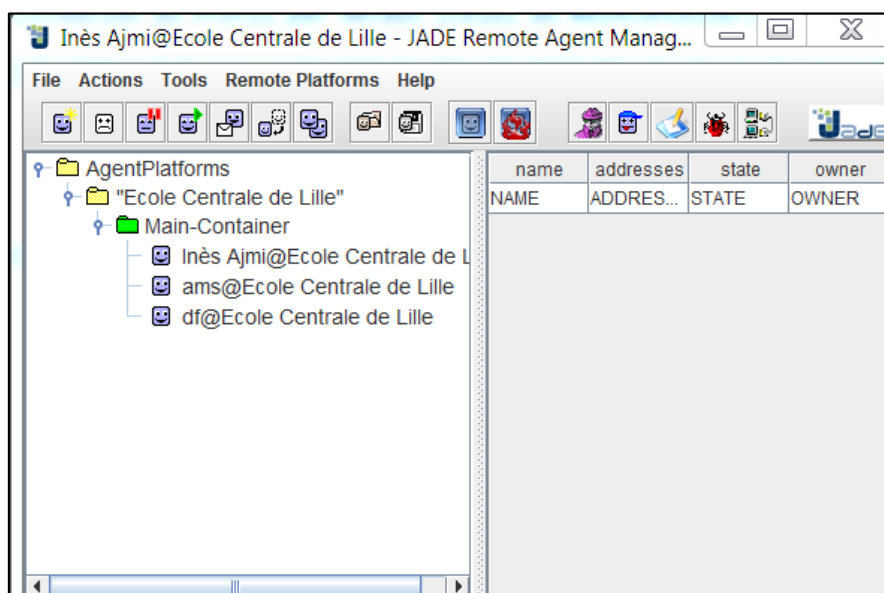 Inès Ajmi@Ecole Centrale de Lille - JADE Remote Agent Manag...
File Actions Tools Remote Platforms Help
Jade
AgentPlatforms
"Ecole Centrale de Lille"
Main-Container
Inès Ajmi@Ecole Centrale de L
ams@Ecole Centrale de Lille
df@Ecole Centrale de Lille
name addresses state owner
NAME ADDRES... STATE OWNER